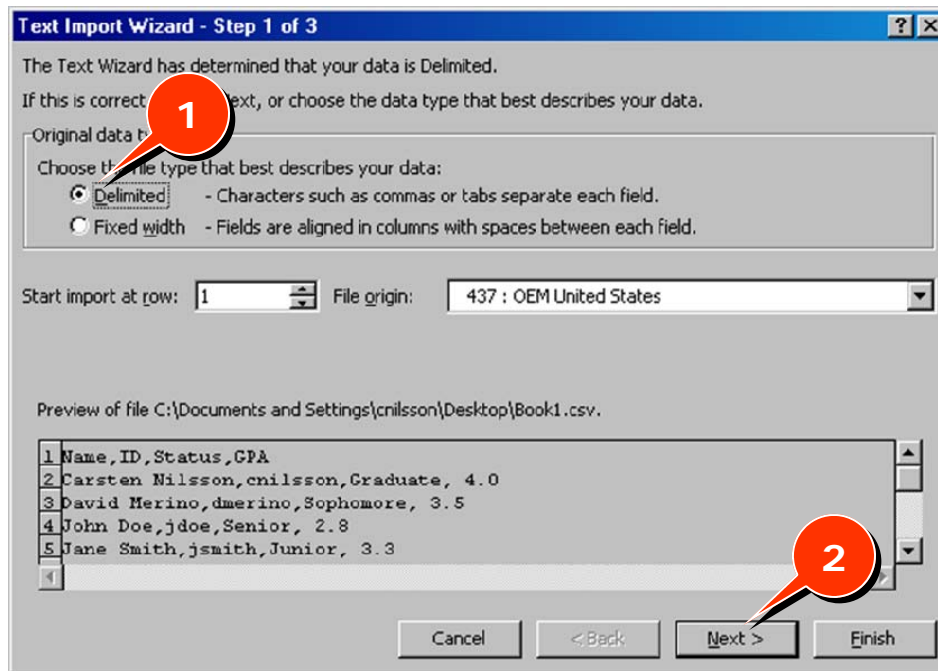 Text Import Wizard - Step 1 of 3
The Text Wizard has determined that your data is Delimited.
If this is correct, ext, or choose the data type that best describes your data.
1
Original data t
Choose the file type that best describes your data:
Delimited - Characters such as commas or tabs separate each field.
Fixed width - Fields are aligned in columns with spaces between each field.
Start import at row: 1 File origin: 437 : OEM United States
Preview of file C:\Documents and Settings\cnilsson\Desktop\Book1.csv.
1 Name,ID,Status,GPA
2 Carsten Nilsson,cnilsson,Graduate, 4.0
3 David Merino,dmerino,Sophomore, 3.5
4 John Doe,jdoe,Senior, 2.8
5 Jane Smith,jsmith,Junior, 3.3
2
Cancel < Back Next > Finish